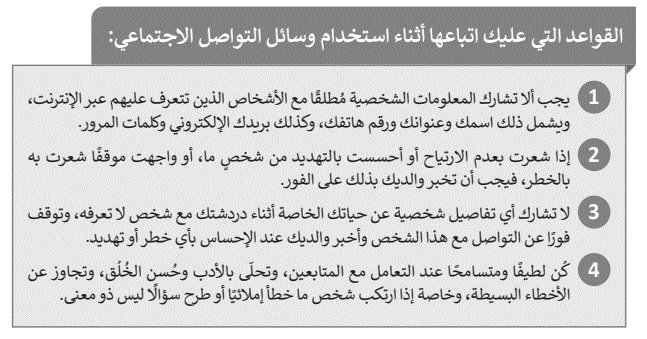 القواعد التي عليك اتباعها أثناء استخدام وسائل التواصل الاجتماعي:
1 يجب ألا تشارك المعلومات الشخصية مُطلقًا مع الأشخاص الذين تتعرف عليهم عبر الإنترنت،
ويشمل ذلك اسمك وعنوانك ورقم هاتفك، وكذلك بريدك الإلكتروني وكلمات المرور.
2 إذا شعرت بعدم الارتياح أو أحسست بالتهديد من شخصٍ ما، أو واجهت موقفًا شعرت به
بالخطر، فيجب أن تخبر والديك بذلك على الفور.
3 لا تشارك أي تفاصيل شخصية عن حياتك الخاصة أثناء دردشتك مع شخص لا تعرفه، وتوقف
فورًا عن التواصل مع هذا الشخص وأخبر والديك عند الإحساس بأي خطر أو تهديد.
4 كُن لطيفًا ومتسامحًا عند التعامل مع المتابعين، وتحلّى بالأدب وحُسن الخُلْق، وتجاوز عن
الأخطاء البسيطة، وخاصة إذا ارتكب شخص ما خطأ إملائيًا أو طرح سؤالًا ليس ذو معنى.